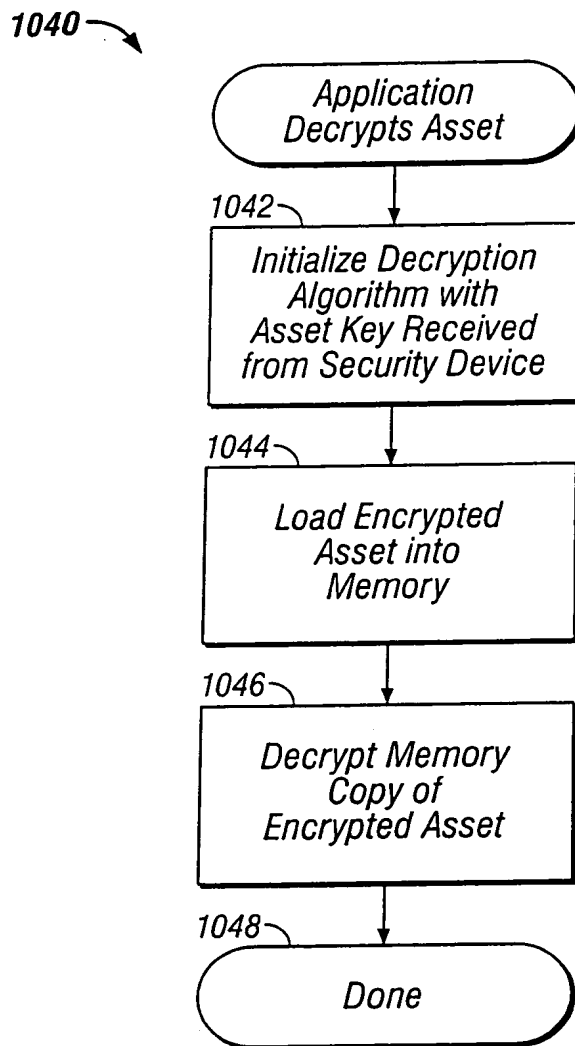 1040
Application
Decrypts Asset
1042
Initialize Decryption
Algorithm with
Asset Key Received
from Security Device
1044
Load Encrypted
Asset into
Memory
1046
Decrypt Memory
Copy of
Encrypted Asset
1048
Done